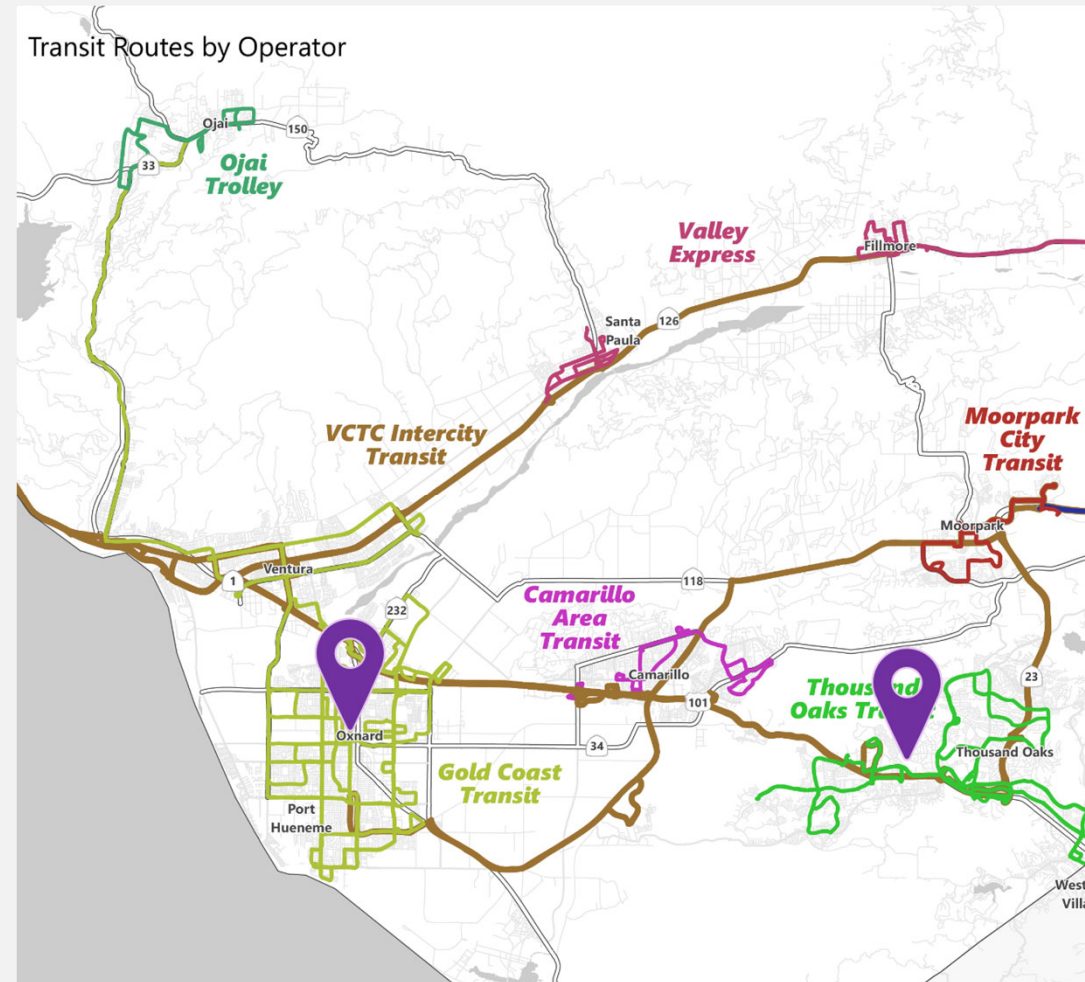 Transit Routes by Operator
Ojai
150
33
Ojai
Trolley
Valley
Express
Fillmore
Santa
Paula
126
VCTC Intercity
Transit
Moorpark
City
Transit
Moorpark
Ventura
1
118
232
Camarillo
Area
Transit
Camarillo
101
23
Oaks
Oxnard
34
Thousand Oaks
Gold Coast
Transit
Port
Hueneme